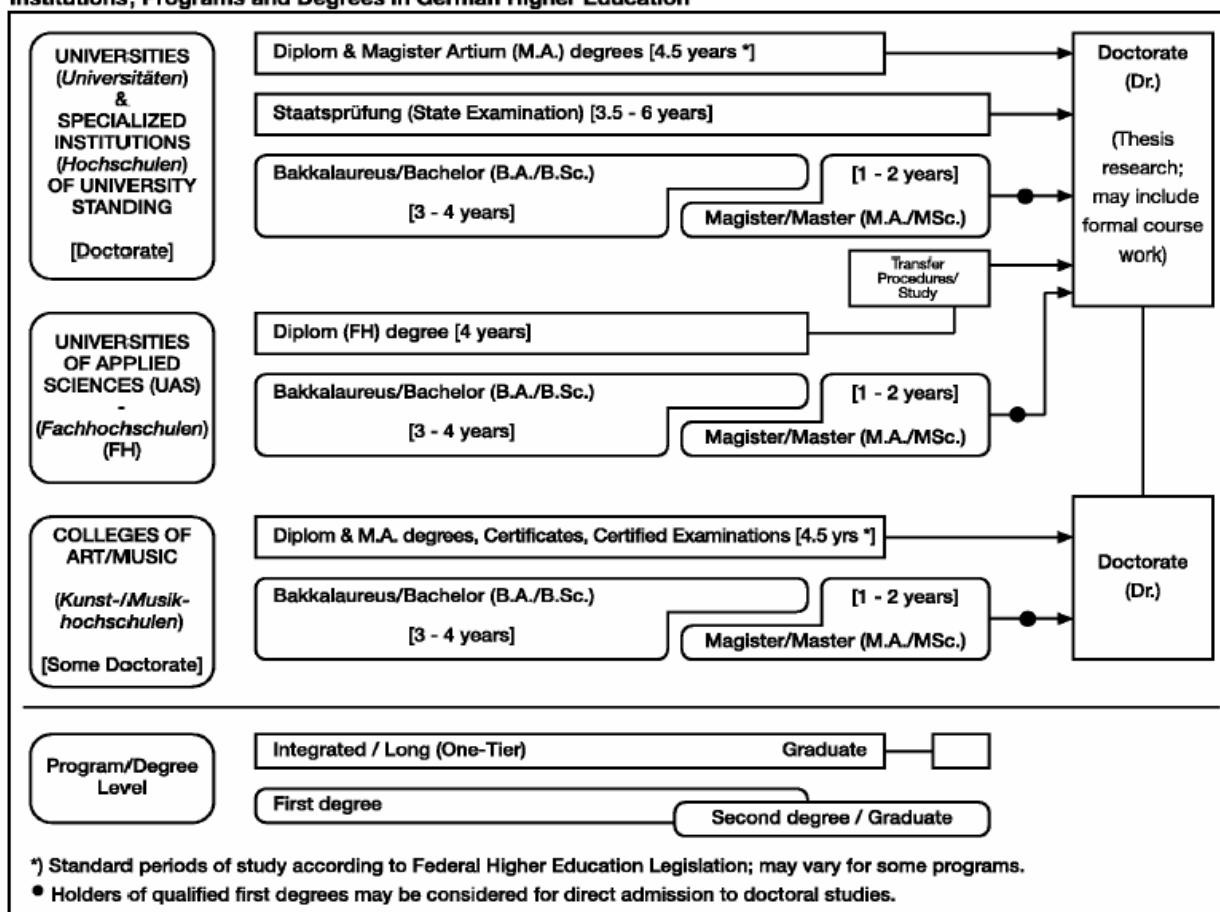 Institutions, Programs and Degrees in German Higher Education
UNIVERSITIES
(Universitäten)
&
SPECIALIZED
INSTITUTIONS
(Hochschulen)
OF UNIVERSITY
STANDING
[Doctorate]
Diplom & Magister Artium (M.A.) degrees [4.5 years *]
Staatsprüfung (State Examination) [3.5 - 6 years]
Bakkalaureus/Bachelor (B.A./B.Sc.)
[3 - 4 years]
[1 - 2 years]
Magister/Master (M.A./MSc.)
Transfer
Procedures/
Study
Doctorate
(Dr.)
(Thesis
research;
may include
formal course
work)
UNIVERSITIES
OF APPLIED
SCIENCES (UAS)
-
(Fachhochschulen)
(FH)
Diplom (FH) degree [4 years]
Bakkalaureus/Bachelor (B.A./B.Sc.)
[3 - 4 years]
[1 - 2 years]
Magister/Master (M.A./MSc.)
COLLEGES OF
ART/MUSIC
(Kunst-/Musik-
hochschulen)
[Some Doctorate]
Diplom & M.A. degrees, Certificates, Certified Examinations [4.5 yrs *]
Bakkalaureus/Bachelor (B.A./B.Sc.)
[3 - 4 years]
[1 - 2 years]
Magister/Master (M.A./MSc.)
Doctorate
(Dr.)
Program/Degree
Level
Integrated / Long (One-Tier) Graduate
First degree
Second degree / Graduate
*) Standard periods of study according to Federal Higher Education Legislation; may vary for some programs.
● Holders of qualified first degrees may be considered for direct admission to doctoral studies.